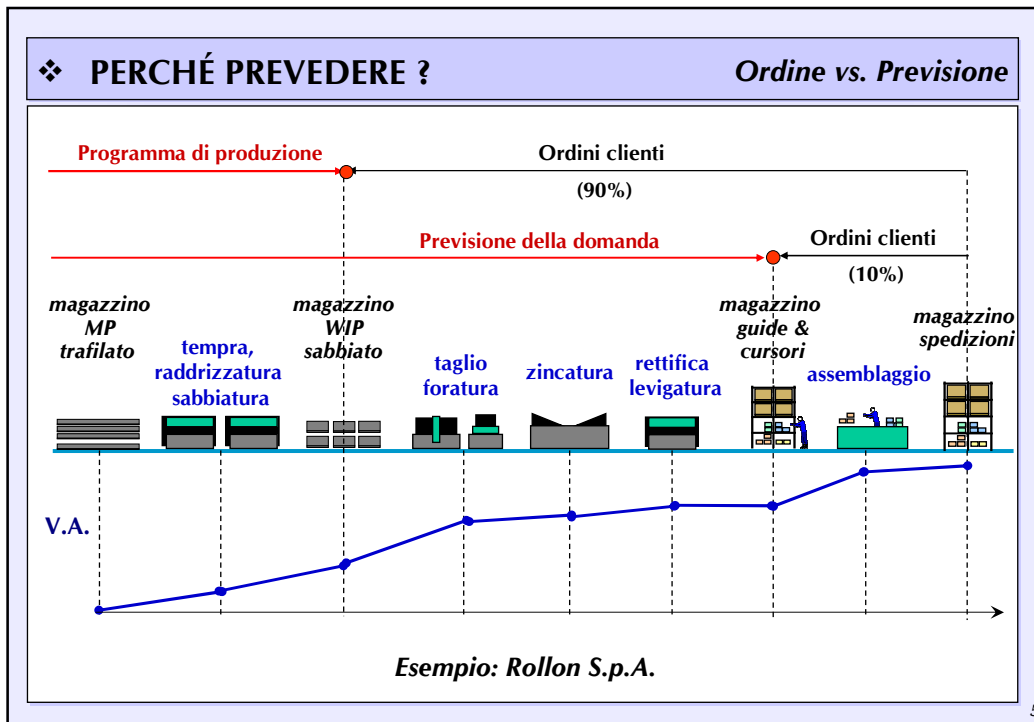 ❖ PERCHÉ PREVEDERE ? Ordine vs. Previsione
Programma di produzione
Ordini clienti
(90%)
Previsione della domanda
Ordini clienti
(10%)
magazzino
MP
trafilato
tempra,
raddrizzatura
sabbiatura
magazzino
WIP
sabbiato
taglio
foratura
zincatura
rettifica
levigatura
magazzino
guide &
cursori
assemblaggio
magazzino
spedizioni
V.A.
Esempio: Rollon S.p.A.
5